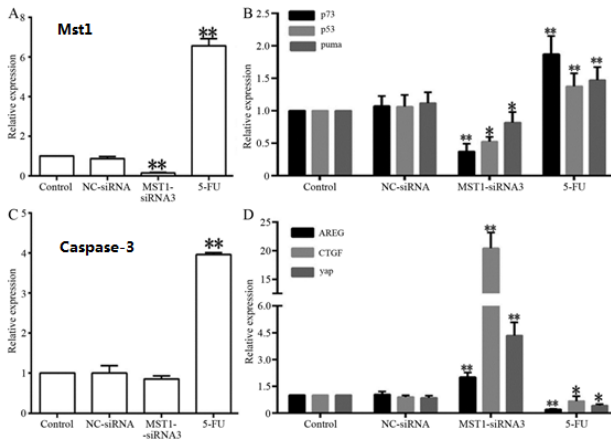 A
Mst1
Relative expression
8
6
4
2
0
**
**
Control
NC-siRNA
MST1-
siRNA3
5-FU
B
p73
p53
puma
Relative expression
2.5
2.0
1.5
1.0
0.5
0
**
*
*
**
**
**
Control
NC-siRNA
MST1-siRNA3
5-FU
C
Caspase-3
Relative expression
5
4
3
2
1
0
**
Control
NC-siRNA
MST1-
-siRNA3
5-FU
D
AREG
CTGF
yap
Relative expression
25
20
15
10
6.0
4.5
3.0
1.5
0
**
**
**
**
*
*
Control
NC-siRNA
MST1-siRNA3
5-FU